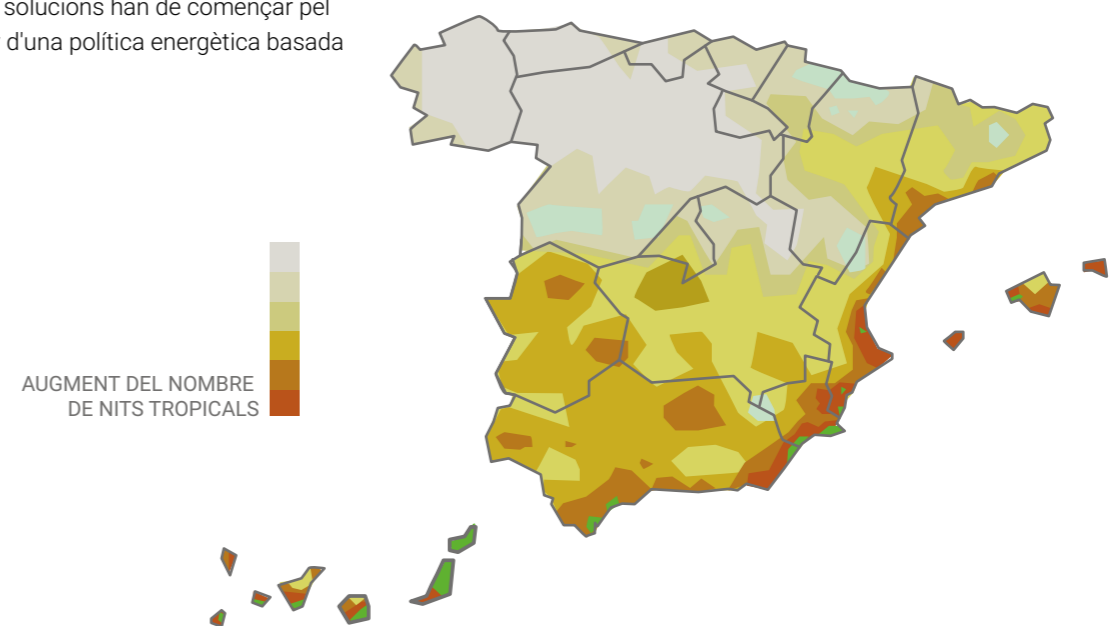 solucions han de començar pel
d'una política energètica basada
AUGMENT DEL NOMBRE
DE NITS TROPICALS